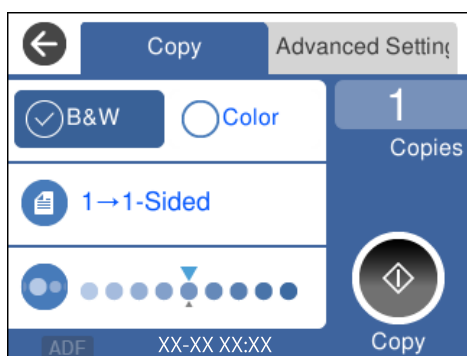 Copy
Advanced Setting
B&W
Color
1
Copies
1→1-Sided
ADF
XX-XX XX:XX
Copy